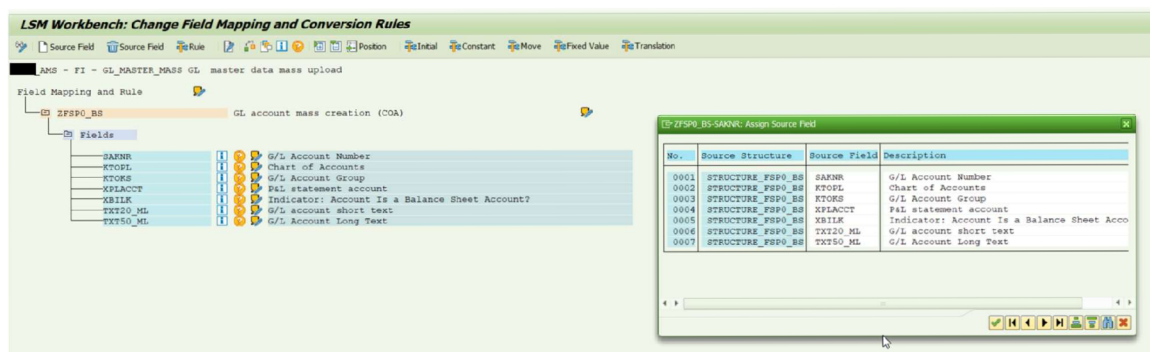 LSM Workbench: Change Field Mapping and Conversion Rules
Source Field Source Field Rule Position Initial Constant Move Fixed Value Translation
_AMS - FI - GL_MASTER_MASS GL master data mass upload
Field Mapping and Rule
ZFSP0_BS GL account mass creation (COA)
Fields
SAKNR G/L Account Number
KTOPL Chart of Accounts
KTOKS G/L Account Group
XPLACCT P&L statement account
XBILK Indicator: Account Is a Balance Sheet Account?
TXT20_ML G/L account short text
TXT50_ML G/L Account Long Text
ZFSP0_BS-SAKNR: Assign Source Field
No. Source Structure Source Field Description
0001 STRUCTURE_FSP0_BS SAKNR G/L Account Number
0002 STRUCTURE_FSP0_BS KTOPL Chart of Accounts
0003 STRUCTURE_FSP0_BS KTOKS G/L Account Group
0004 STRUCTURE_FSP0_BS XPLACCT P&L statement account
0005 STRUCTURE_FSP0_BS XBILK Indicator: Account Is a Balance Sheet Acco
0006 STRUCTURE_FSP0_BS TXT20_ML G/L account short text
0007 STRUCTURE_FSP0_BS TXT50_ML G/L Account Long Text